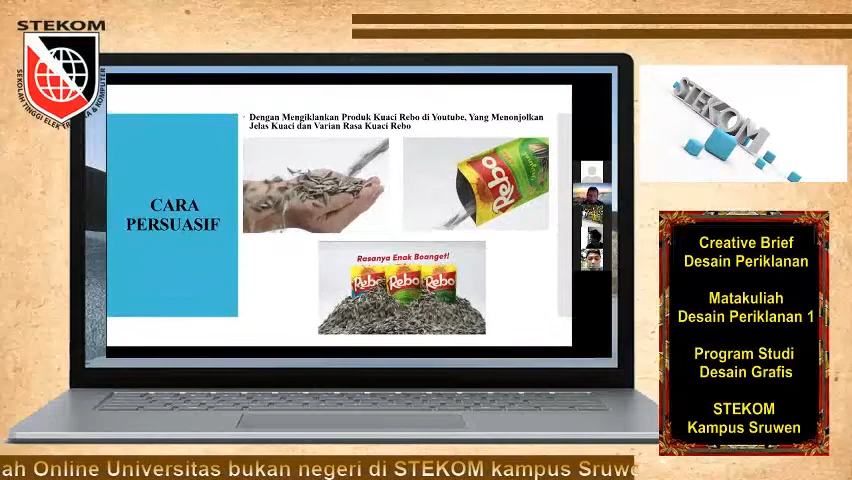 STEKOM
SEKOLAH TINGGI ELEKTRONIKA & KOMPUTER
Dengan Mengiklankan Produk Kuaci Rebo di Youtube, Yang Menonjolkan
Jelas Kuaci dan Varian Rasa Kuaci Rebo
CARA
PERSUASIF
Rebo
Rasanya Enak Boanget!
Rebo
Rebo
Rebo
STEKOM
Creative Brief
Desain Periklanan
Matakuliah
Desain Periklanan 1
Program Studi
Desain Grafis
STEKOM
Kampus Sruwen
ah Online Universitas bukan negeri di STEKOM kampus Sruwe